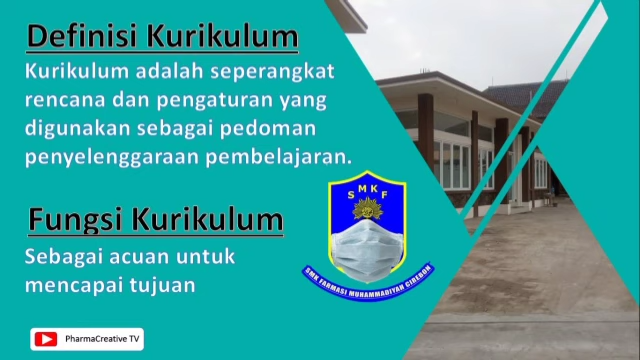 Definisi Kurikulum
Kurikulum adalah seperangkat
rencana dan pengaturan yang
digunakan sebagai pedoman
penyelenggaraan pembelajaran.
Fungsi Kurikulum
Sebagai acuan untuk
mencapai tujuan
SMKF
SMK FARMASI MUHAMMADIYAH CIREBON
PharmaCreative TV